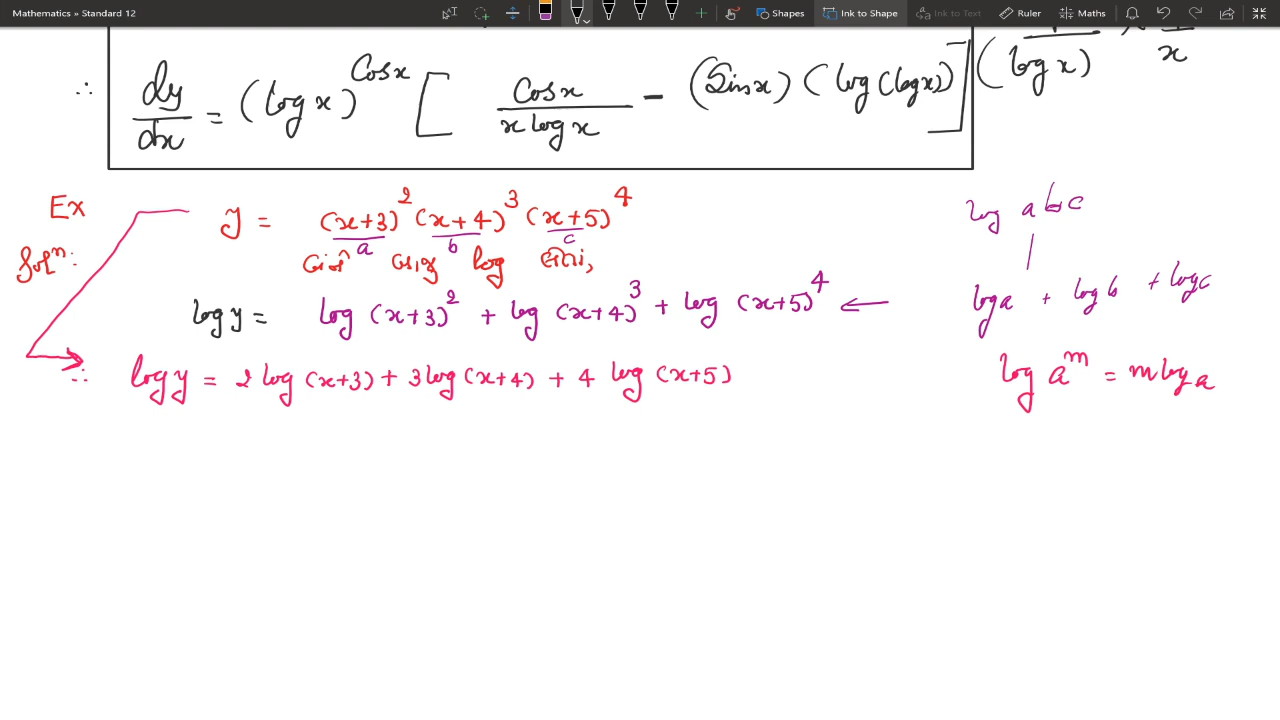 Mathematics » Standard 12
Shapes Ink to Shape Ink to Text Ruler Maths
∴ dy/dx = (log x)^Cosx [ Cosx/(x log x) - (Sinx) (log(logx)) ]
(log x) x
Ex y = (x+3)^2 (x+4)^3 (x+5)^4
a b c
Solⁿ: બંને બાજુ log લેતાં,
log abc
log y = log (x+3)^2 + log (x+4)^3 + log (x+5)^4 ←
log a + log b + log c
∴ log y = 2 log (x+3) + 3 log (x+4) + 4 log (x+5)
log a^m = m log a